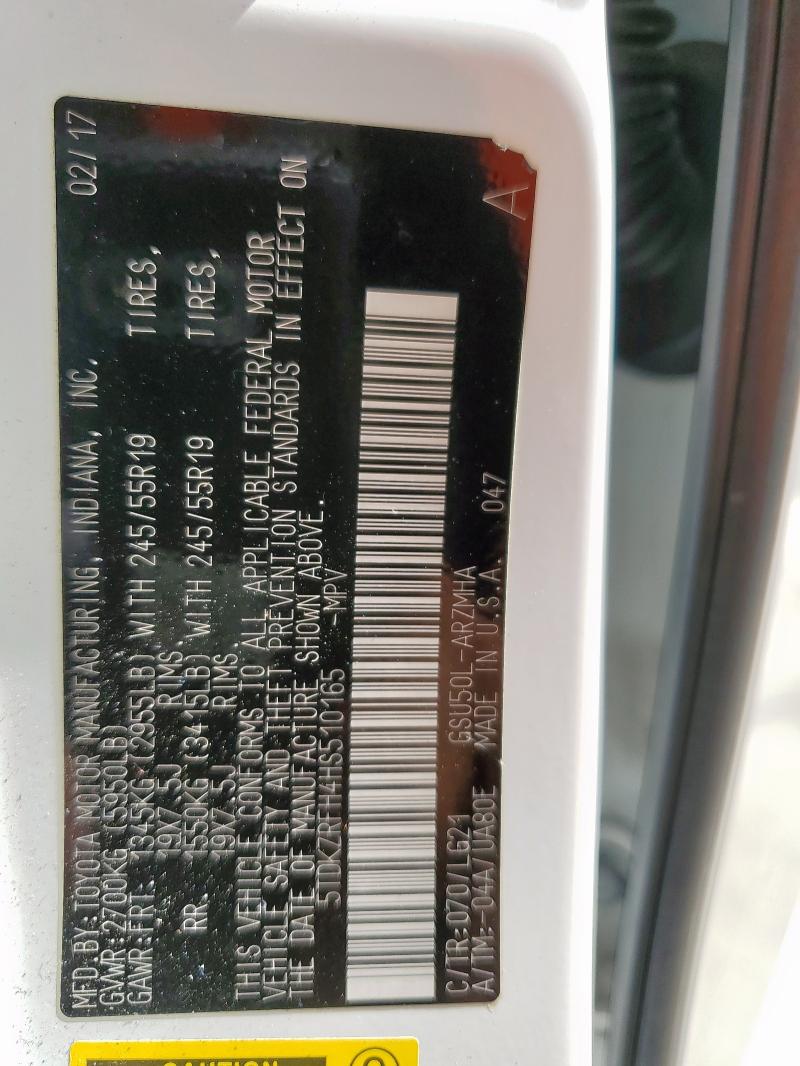 MFD.BY:TOYOTA MOTOR MANUFACTURING, INDIANA, INC. 02/17
GVWR:2700KG (5950LB)
GAWR:FRT. 1345KG (2955LB) WITH 245/55R19 TIRES,
19X7.5J RIMS
RR. 1550KG (3415LB) WITH 245/55R19 TIRES,
19X7.5J RIMS.
THIS VEHICLE CONFORMS TO ALL APPLICABLE FEDERAL MOTOR
VEHICLE SAFETY AND THEFT PREVENTION STANDARDS IN EFFECT ON
THE DATE OF MANUFACTURE SHOWN ABOVE.
5TDKZRFH4HS510165 -MPV
A
C/TR:070/LG21 GSU50L-ARZMHA
A/TM:-04A/UA80E MADE IN U.S.A. 047
CAUTION